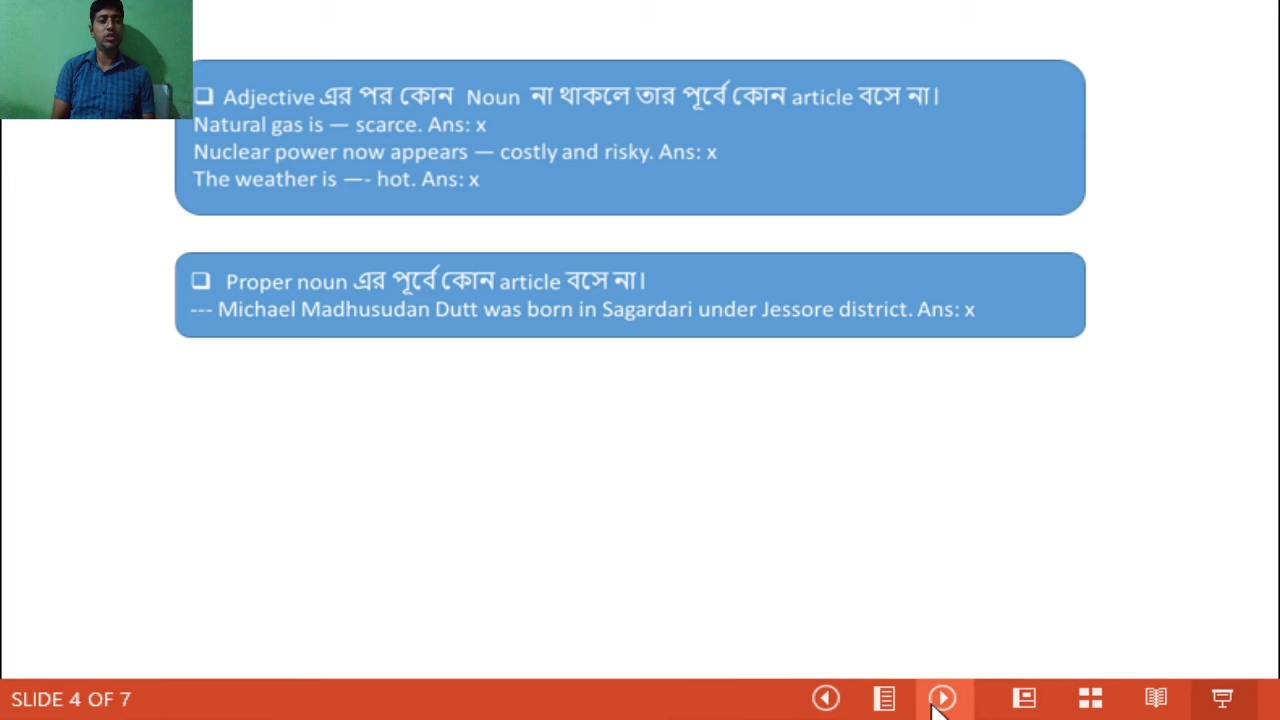 ❑ Adjective এর পর কোন Noun না থাকলে তার পূর্বে কোন article বসে না।
Natural gas is — scarce. Ans: x
Nuclear power now appears — costly and risky. Ans: x
The weather is —- hot. Ans: x
❑ Proper noun এর পূর্বে কোন article বসে না।
--- Michael Madhusudan Dutt was born in Sagardari under Jessore district. Ans: x
SLIDE 4 OF 7